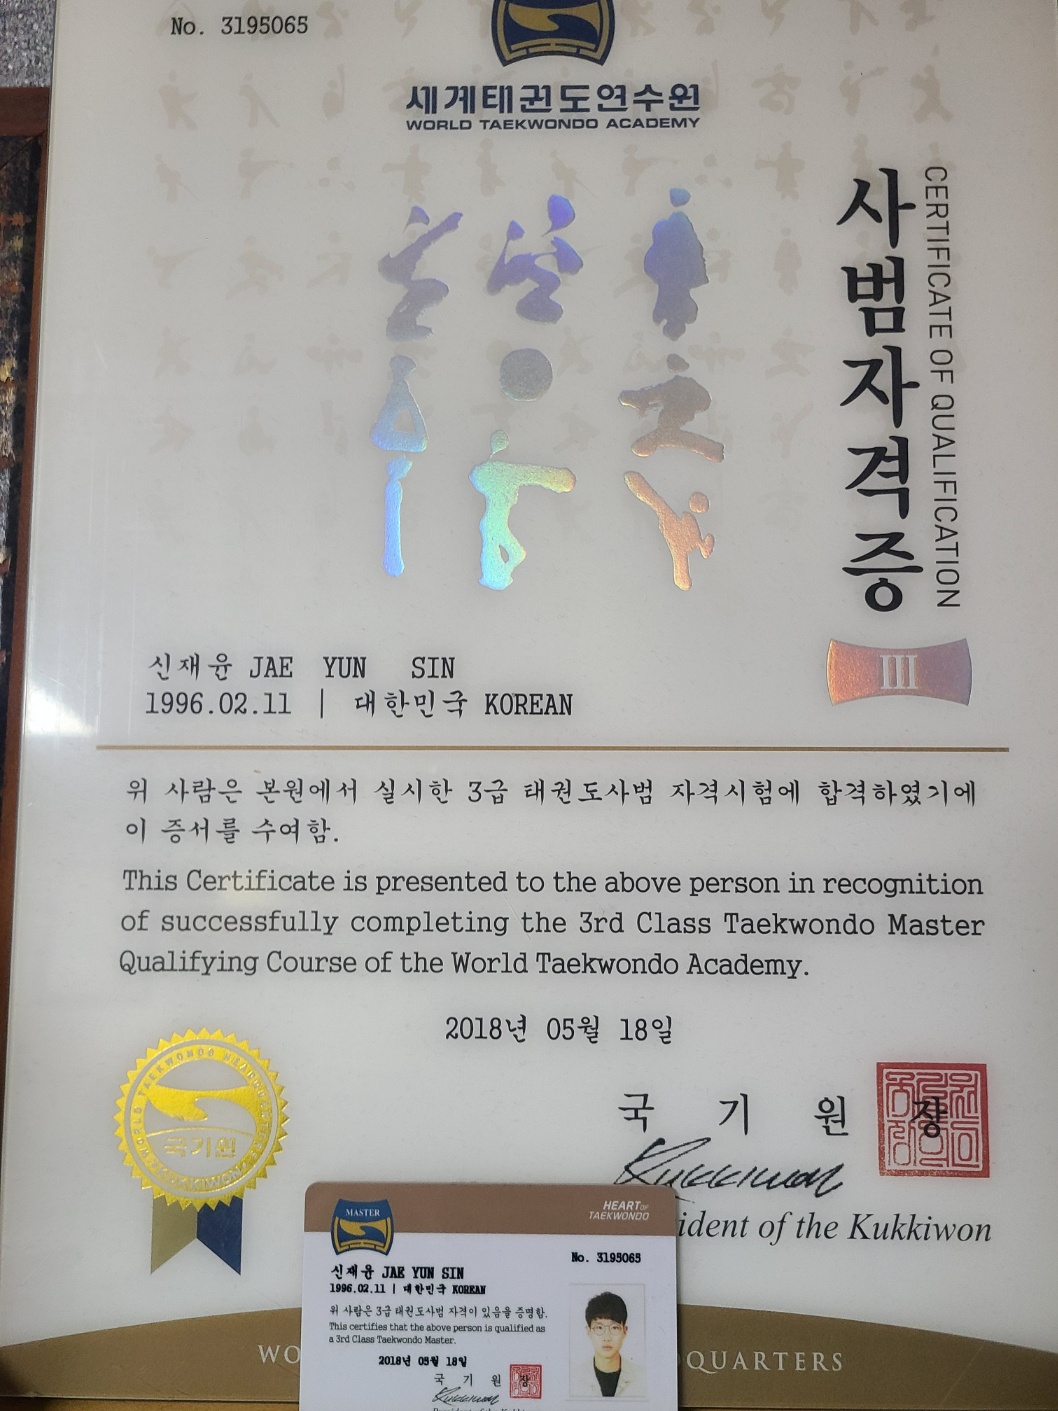 No. 3195065
세계태권도연수원
WORLD TAEKWONDO ACADEMY
사범자격증
CERTIFICATE OF QUALIFICATION
III
신재윤 JAE YUN SIN
1996.02.11 | 대한민국 KOREAN
위 사람은 본원에서 실시한 3급 태권도사범 자격시험에 합격하였기에
이 증서를 수여함.
This Certificate is presented to the above person in recognition
of successfully completing the 3rd Class Taekwondo Master
Qualifying Course of the World Taekwondo Academy.
2018년 05월 18일
국기원
국 기 원 장
Kukkiwon
ident of the Kukkiwon
MASTER
HEART OF
TAEKWONDO
No. 3195065
신재윤 JAE YUN SIN
1996.02.11 | 대한민국 KOREAN
위 사람은 3급 태권도사범 자격이 있음을 증명함.
This certifies that the above person is qualified as
a 3rd Class Taekwondo Master.
2018년 05월 18일
국 기 원 장
Kukkiwon
WO
QUARTERS